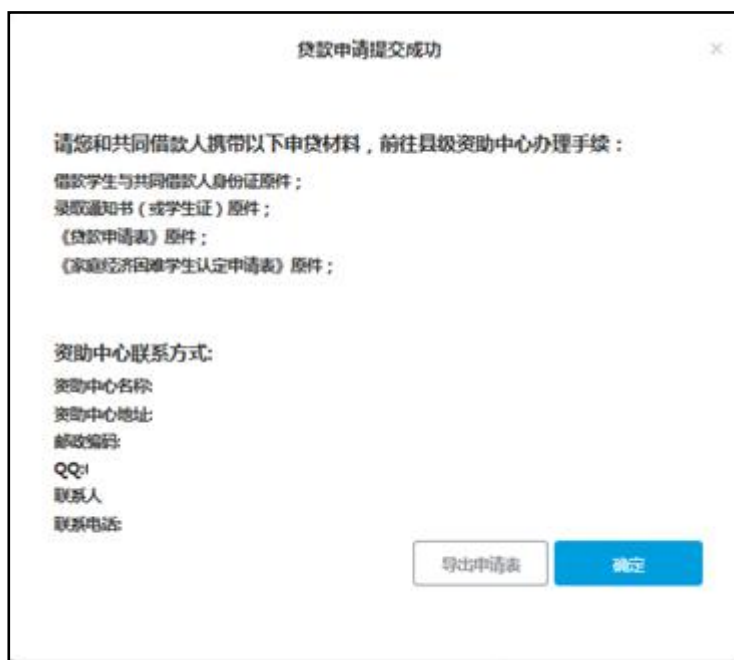 贷款申请提交成功
×
请您和共同借款人携带以下申贷材料，前往县级资助中心办理手续：
借款学生与共同借款人身份证原件；
录取通知书（或学生证）原件；
《贷款申请表》原件；
《家庭经济困难学生认定申请表》原件；
资助中心联系方式:
资助中心名称:
资助中心地址:
邮政编码:
QQ:
联系人
联系电话:
导出申请表
确定